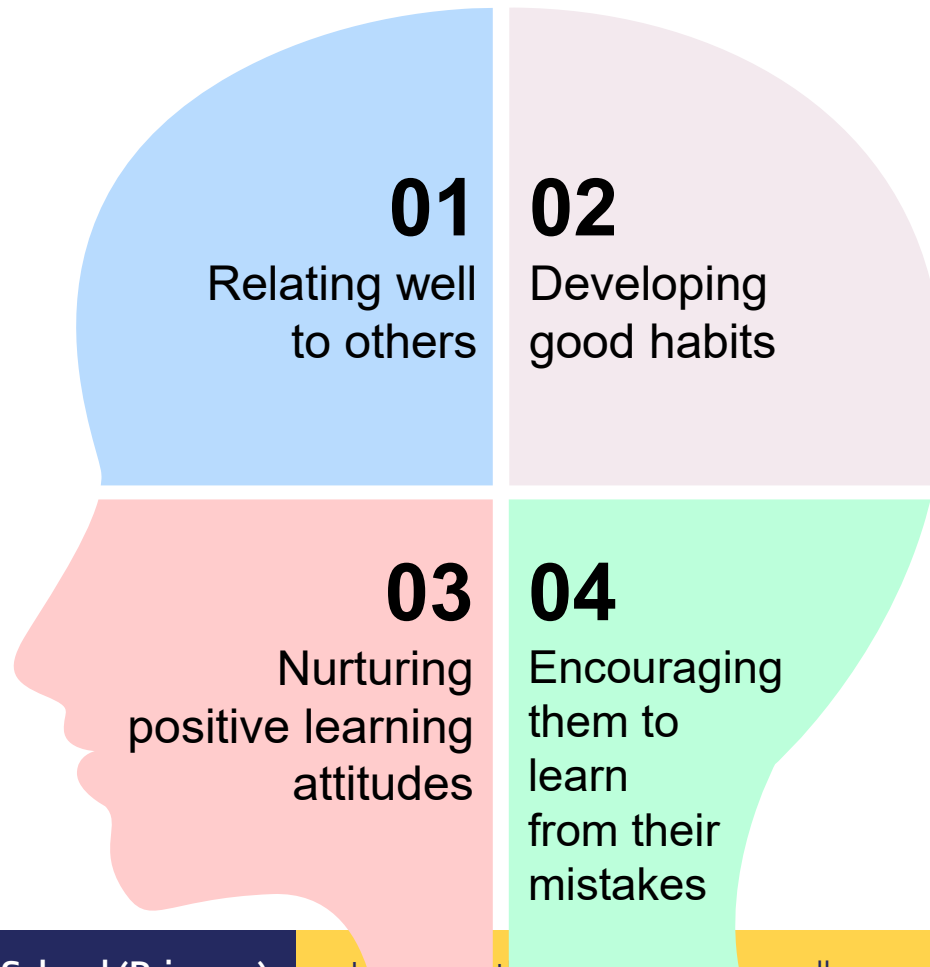 01
Relating well
to others
02
Developing
good habits
03
Nurturing
positive learning
attitudes
04
Encouraging
them to
learn
from their
mistakes